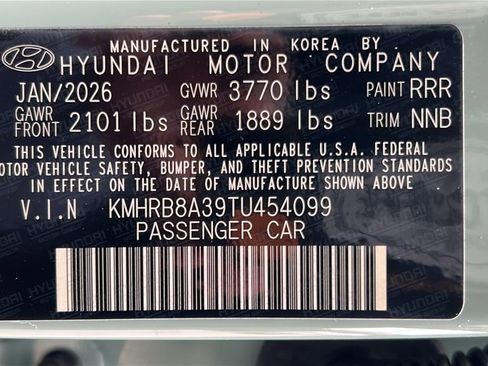 MANUFACTURED IN KOREA BY
HYUNDAI MOTOR COMPANY
JAN/2026 GVWR 3770 lbs PAINT RRR
GAWR FRONT 2101 lbs GAWR REAR 1889 lbs TRIM NNB
THIS VEHICLE CONFORMS TO ALL APPLICABLE U.S.A. FEDERAL
MOTOR VEHICLE SAFETY, BUMPER, AND THEFT PREVENTION STANDARDS
IN EFFECT ON THE DATE OF MANUFACTURE SHOWN ABOVE
V.I.N KMHRB8A39TU454099
PASSENGER CAR